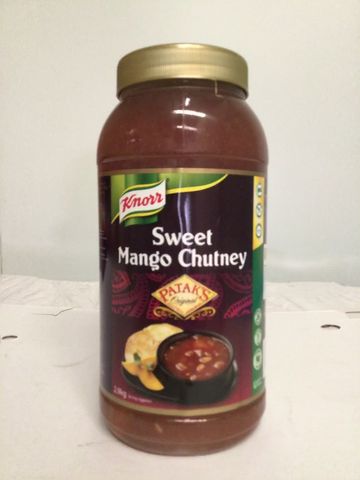 Knorr
Sweet
Mango Chutney
PATAK'S
Original